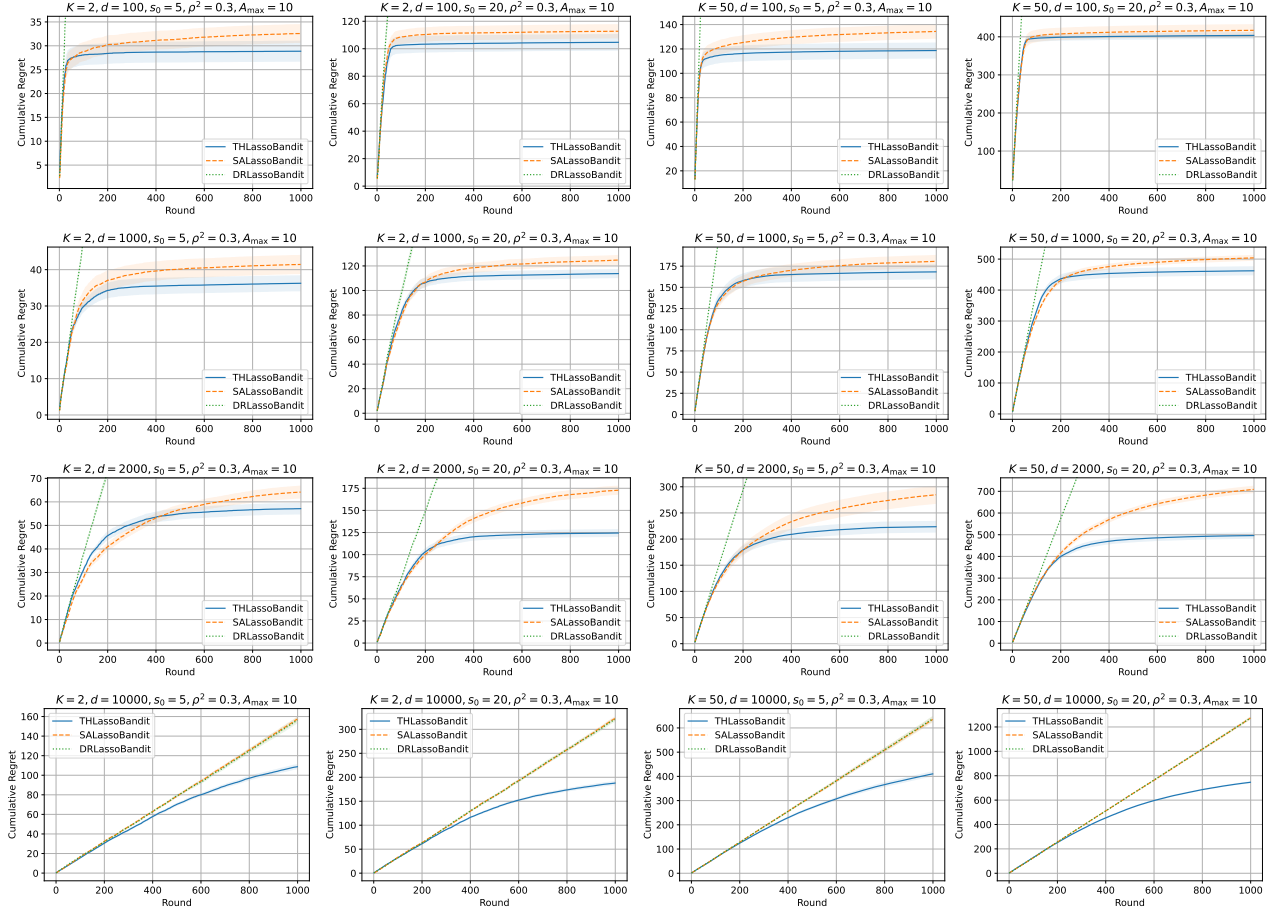 K = 2, d = 100, s₀ = 5, ρ² = 0.3, Aₘₐₓ = 10
Cumulative Regret
35
30
25
20
15
10
5
0 200 400 600 800 1000
Round
THLassoBandit
SALassoBandit
DRLassoBandit
K = 2, d = 100, s₀ = 20, ρ² = 0.3, Aₘₐₓ = 10
Cumulative Regret
120
100
80
60
40
20
0
0 200 400 600 800 1000
Round
THLassoBandit
SALassoBandit
DRLassoBandit
K = 50, d = 100, s₀ = 5, ρ² = 0.3, Aₘₐₓ = 10
Cumulative Regret
140
120
100
80
60
40
20
0 200 400 600 800 1000
Round
THLassoBandit
SALassoBandit
DRLassoBandit
K = 50, d = 100, s₀ = 20, ρ² = 0.3, Aₘₐₓ = 10
Cumulative Regret
400
300
200
100
0 200 400 600 800 1000
Round
THLassoBandit
SALassoBandit
DRLassoBandit
K = 2, d = 1000, s₀ = 5, ρ² = 0.3, Aₘₐₓ = 10
Cumulative Regret
40
30
20
10
0
0 200 400 600 800 1000
Round
THLassoBandit
SALassoBandit
DRLassoBandit
K = 2, d = 1000, s₀ = 20, ρ² = 0.3, Aₘₐₓ = 10
Cumulative Regret
120
100
80
60
40
20
0
0 200 400 600 800 1000
Round
THLassoBandit
SALassoBandit
DRLassoBandit
K = 50, d = 1000, s₀ = 5, ρ² = 0.3, Aₘₐₓ = 10
Cumulative Regret
175
150
125
100
75
50
25
0
0 200 400 600 800 1000
Round
THLassoBandit
SALassoBandit
DRLassoBandit
K = 50, d = 1000, s₀ = 20, ρ² = 0.3, Aₘₐₓ = 10
Cumulative Regret
500
400
300
200
100
0
0 200 400 600 800 1000
Round
THLassoBandit
SALassoBandit
DRLassoBandit
K = 2, d = 2000, s₀ = 5, ρ² = 0.3, Aₘₐₓ = 10
Cumulative Regret
70
60
50
40
30
20
10
0
0 200 400 600 800 1000
Round
THLassoBandit
SALassoBandit
DRLassoBandit
K = 2, d = 2000, s₀ = 20, ρ² = 0.3, Aₘₐₓ = 10
Cumulative Regret
175
150
125
100
75
50
25
0
0 200 400 600 800 1000
Round
THLassoBandit
SALassoBandit
DRLassoBandit
K = 50, d = 2000, s₀ = 5, ρ² = 0.3, Aₘₐₓ = 10
Cumulative Regret
300
250
200
150
100
50
0
0 200 400 600 800 1000
Round
THLassoBandit
SALassoBandit
DRLassoBandit
K = 50, d = 2000, s₀ = 20, ρ² = 0.3, Aₘₐₓ = 10
Cumulative Regret
700
600
500
400
300
200
100
0
0 200 400 600 800 1000
Round
THLassoBandit
SALassoBandit
DRLassoBandit
K = 2, d = 10000, s₀ = 5, ρ² = 0.3, Aₘₐₓ = 10
Cumulative Regret
160
140
120
100
80
60
40
20
0
0 200 400 600 800 1000
Round
THLassoBandit
SALassoBandit
DRLassoBandit
K = 2, d = 10000, s₀ = 20, ρ² = 0.3, Aₘₐₓ = 10
Cumulative Regret
300
250
200
150
100
50
0
0 200 400 600 800 1000
Round
THLassoBandit
SALassoBandit
DRLassoBandit
K = 50, d = 10000, s₀ = 5, ρ² = 0.3, Aₘₐₓ = 10
Cumulative Regret
600
500
400
300
200
100
0
0 200 400 600 800 1000
Round
THLassoBandit
SALassoBandit
DRLassoBandit
K = 50, d = 10000, s₀ = 20, ρ² = 0.3, Aₘₐₓ = 10
Cumulative Regret
1200
1000
800
600
400
200
0
0 200 400 600 800 1000
Round
THLassoBandit
SALassoBandit
DRLassoBandit